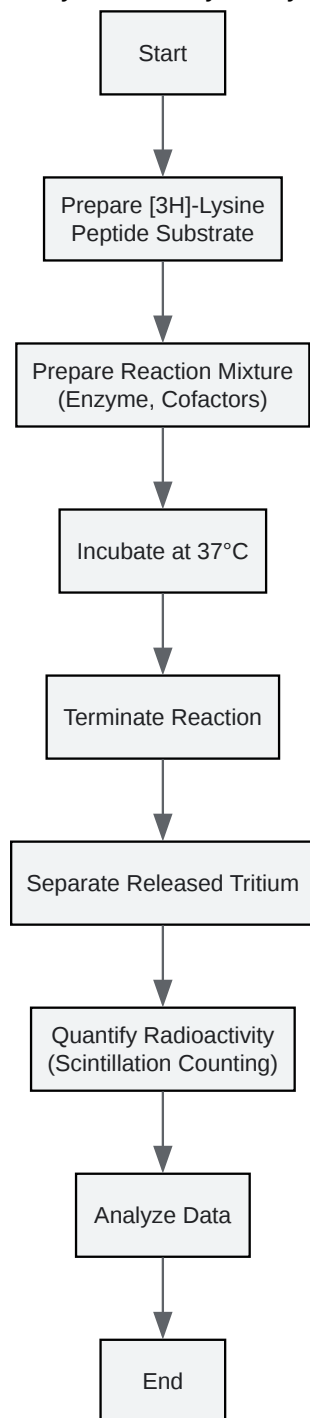 Start
Prepare [3H]-Lysine
Peptide Substrate
Prepare Reaction Mixture
(Enzyme, Cofactors)
Incubate at 37°C
Terminate Reaction
Separate Released Tritium
Quantify Radioactivity
(Scintillation Counting)
Analyze Data
End